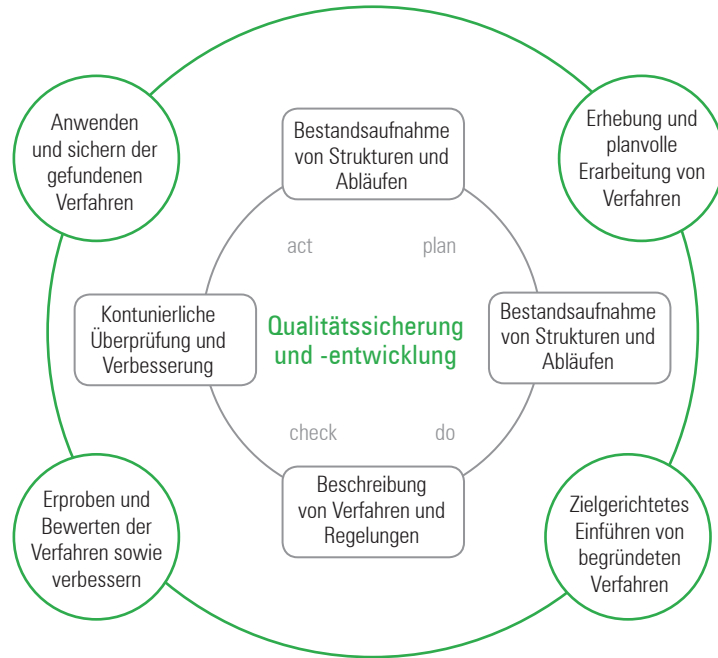 Anwenden
und sichern der
gefundenen
Verfahren
Bestandsaufnahme
von Strukturen und
Abläufen
Erhebung und
planvolle
Erarbeitung von
Verfahren
act
plan
Kontunierliche
Überprüfung und
Verbesserung
Qualitätssicherung
und -entwicklung
Bestandsaufnahme
von Strukturen und
Abläufen
check
do
Erproben und
Bewerten der
Verfahren sowie
verbessern
Beschreibung
von Verfahren und
Regelungen
Zielgerichtetes
Einführen von
begründeten
Verfahren